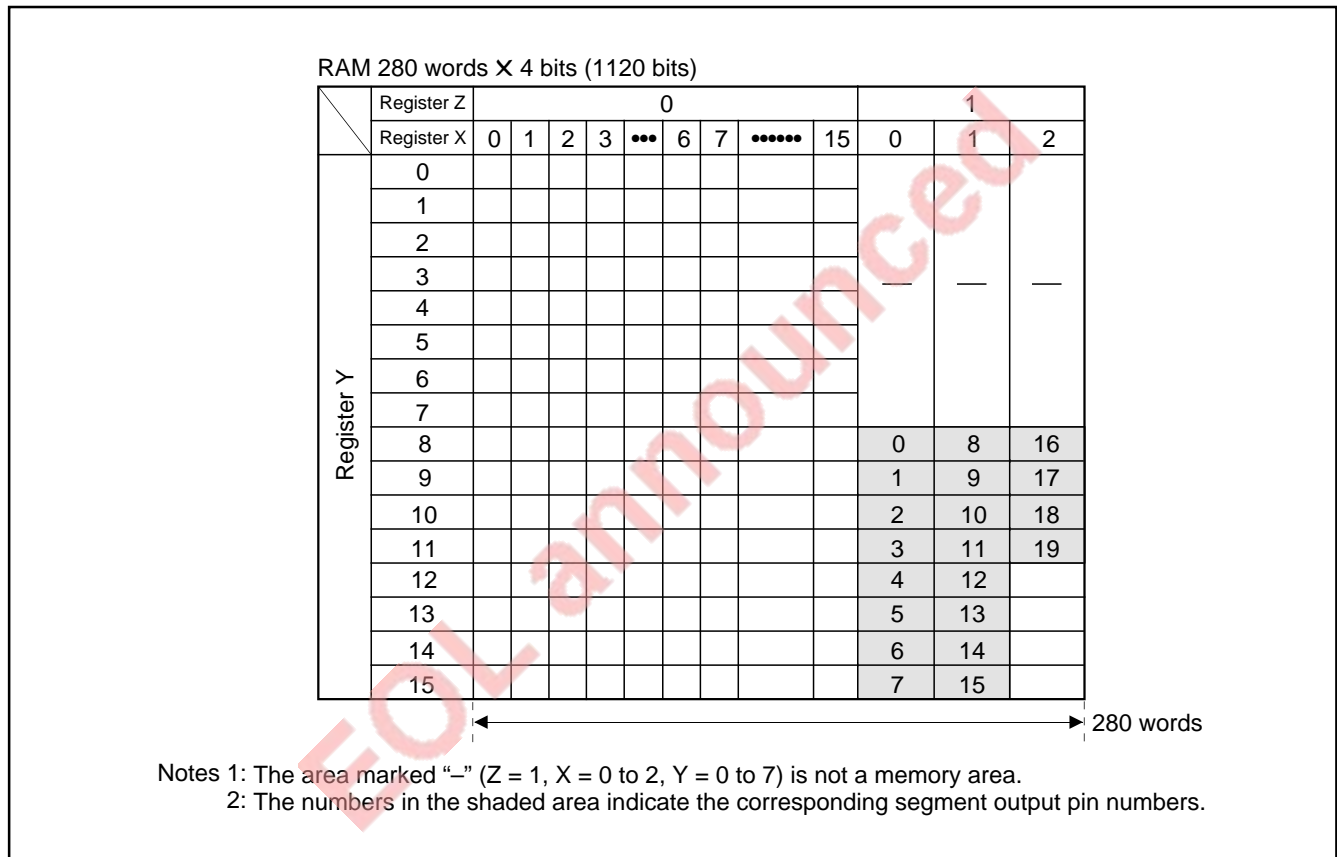 RAM 280 words × 4 bits (1120 bits)
Register Z 0 1
Register X 0 1 2 3 ••• 6 7 •••••• 15 0 1 2
Register Y
0
1
2
3 — — —
4
5
6
7
8 0 8 16
9 1 9 17
10 2 10 18
11 3 11 19
12 4 12
13 5 13
14 6 14
15 7 15
280 words
Notes 1: The area marked “–” (Z = 1, X = 0 to 2, Y = 0 to 7) is not a memory area.
2: The numbers in the shaded area indicate the corresponding segment output pin numbers.
EOL announced